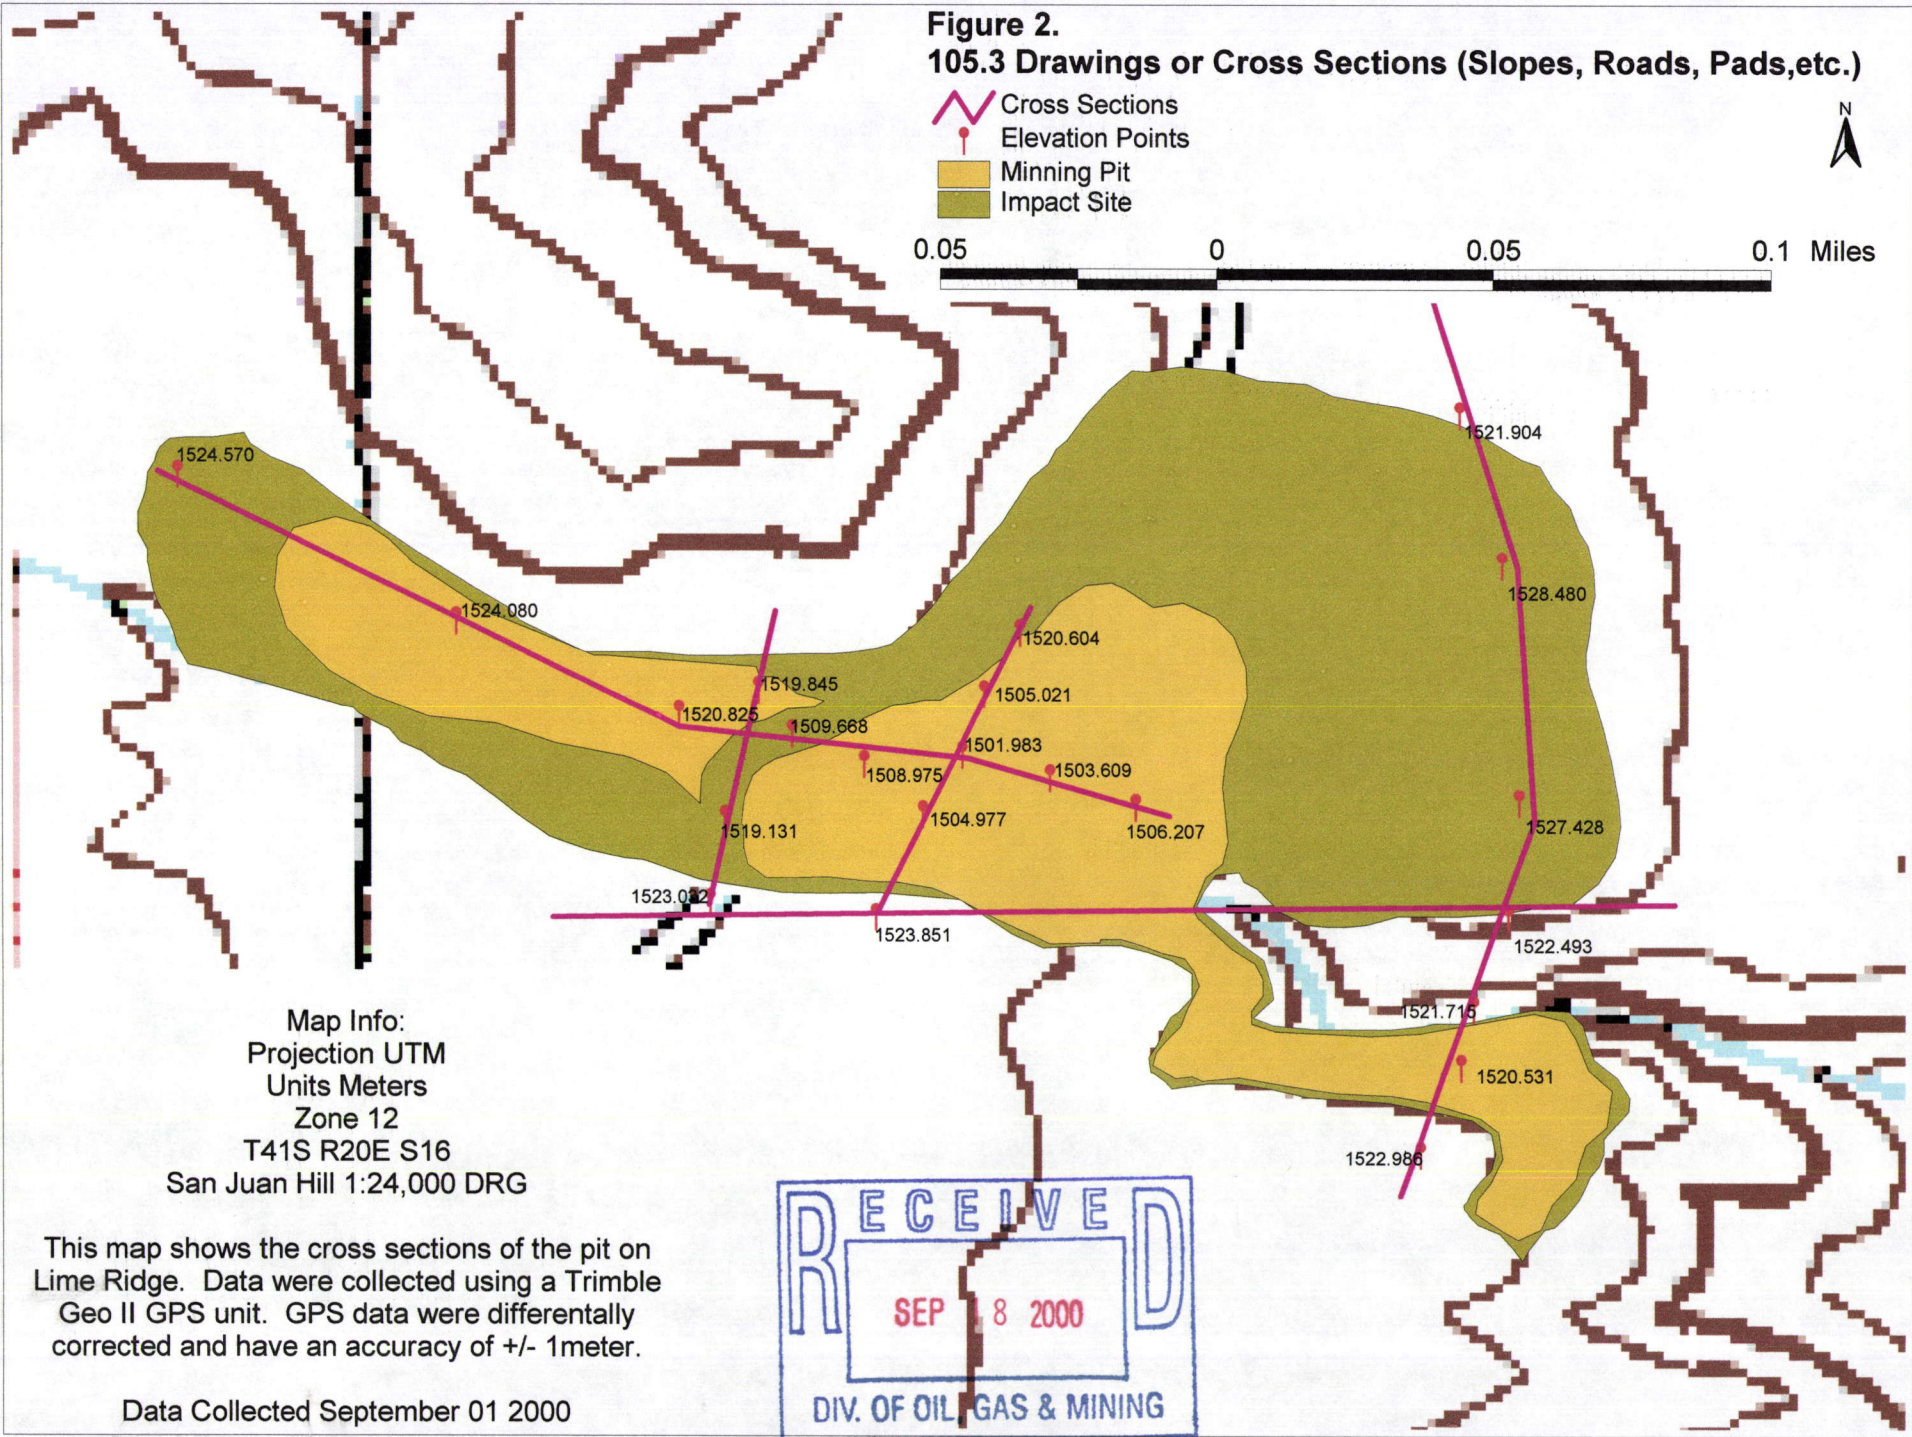 Figure 2.
105.3 Drawings or Cross Sections (Slopes, Roads, Pads,etc.)
Cross Sections
Elevation Points
Minning Pit
Impact Site
N
0.05 0 0.05 0.1 Miles
1521.904
1524.570
1528.480
1524.080
1520.604
1519.845
1505.021
1520.825
1509.668
1501.983
1508.975
1503.609
1504.977
1506.207
1519.131
1527.428
1523.032
1523.851
1522.493
1521.715
1520.531
1522.986
Map Info:
Projection UTM
Units Meters
Zone 12
T41S R20E S16
San Juan Hill 1:24,000 DRG
This map shows the cross sections of the pit on
Lime Ridge. Data were collected using a Trimble
Geo II GPS unit. GPS data were differentially
corrected and have an accuracy of +/- 1meter.
Data Collected September 01 2000
RECEIVED
SEP 18 2000
DIV. OF OIL, GAS & MINING